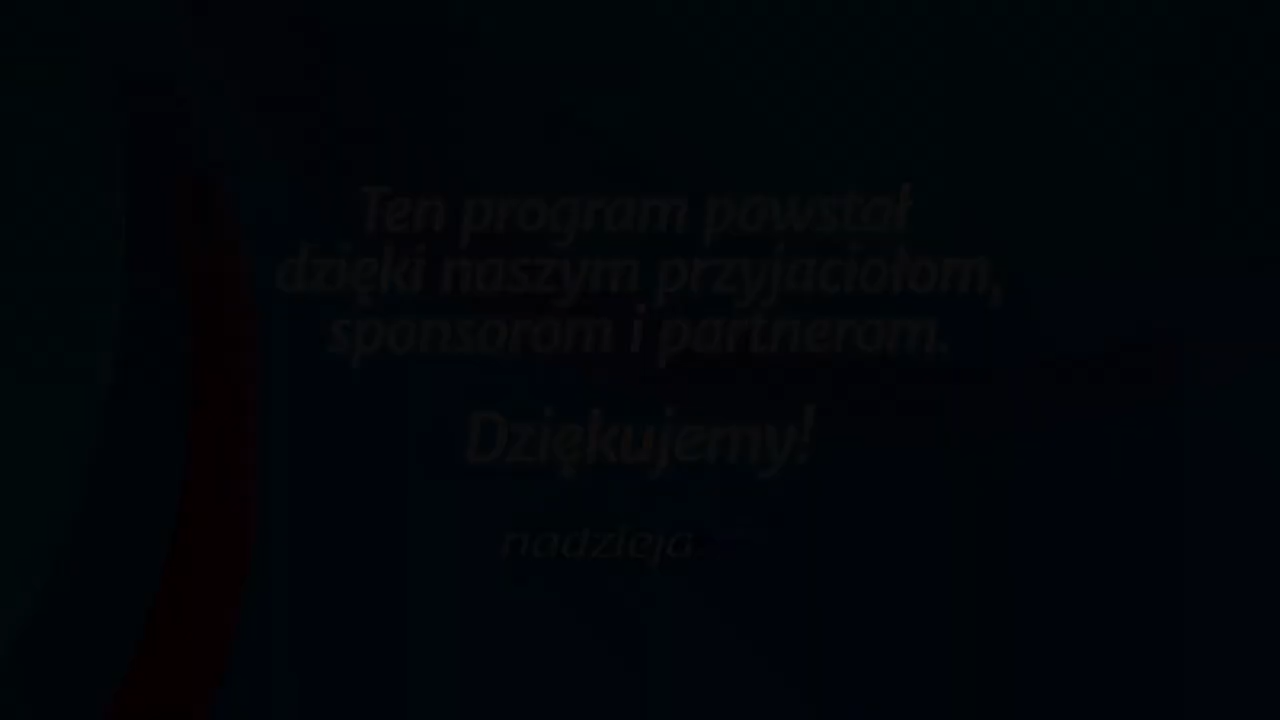 Ten program powstał
dzięki naszym przyjaciołom,
sponsorom i partnerom.
Dziękujemy!
nadzieja